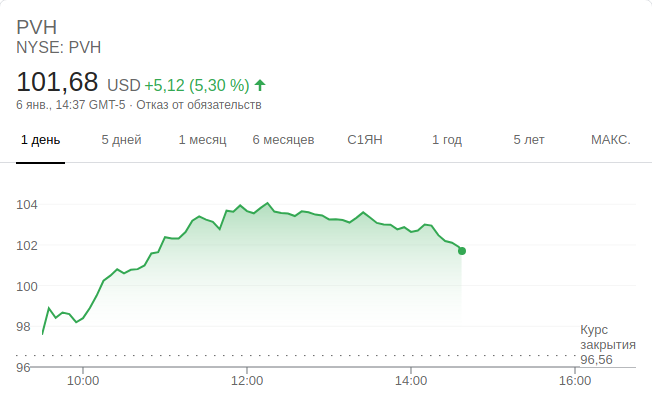 PVH
NYSE: PVH
101,68 USD +5,12 (5,30 %)
6 янв., 14:37 GMT-5 · Отказ от обязательств
1 день 5 дней 1 месяц 6 месяцев С1ЯН 1 год 5 лет МАКС.
104
102
100
98
96
Курс
закрытия
96,56
10:00 12:00 14:00 16:00